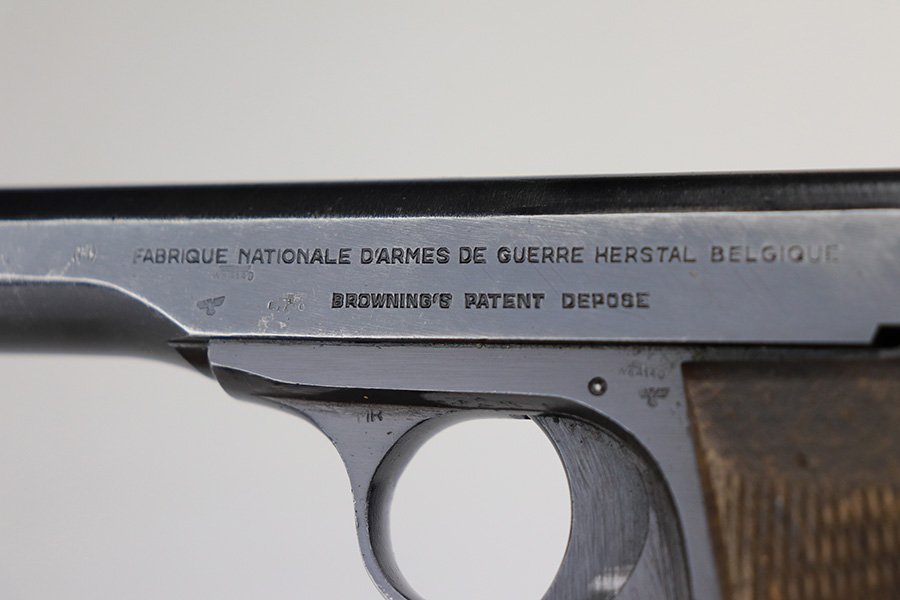 FABRIQUE NATIONALE D'ARMES DE GUERRE HERSTAL BELGIQUE
BROWNING'S PATENT DEPOSE